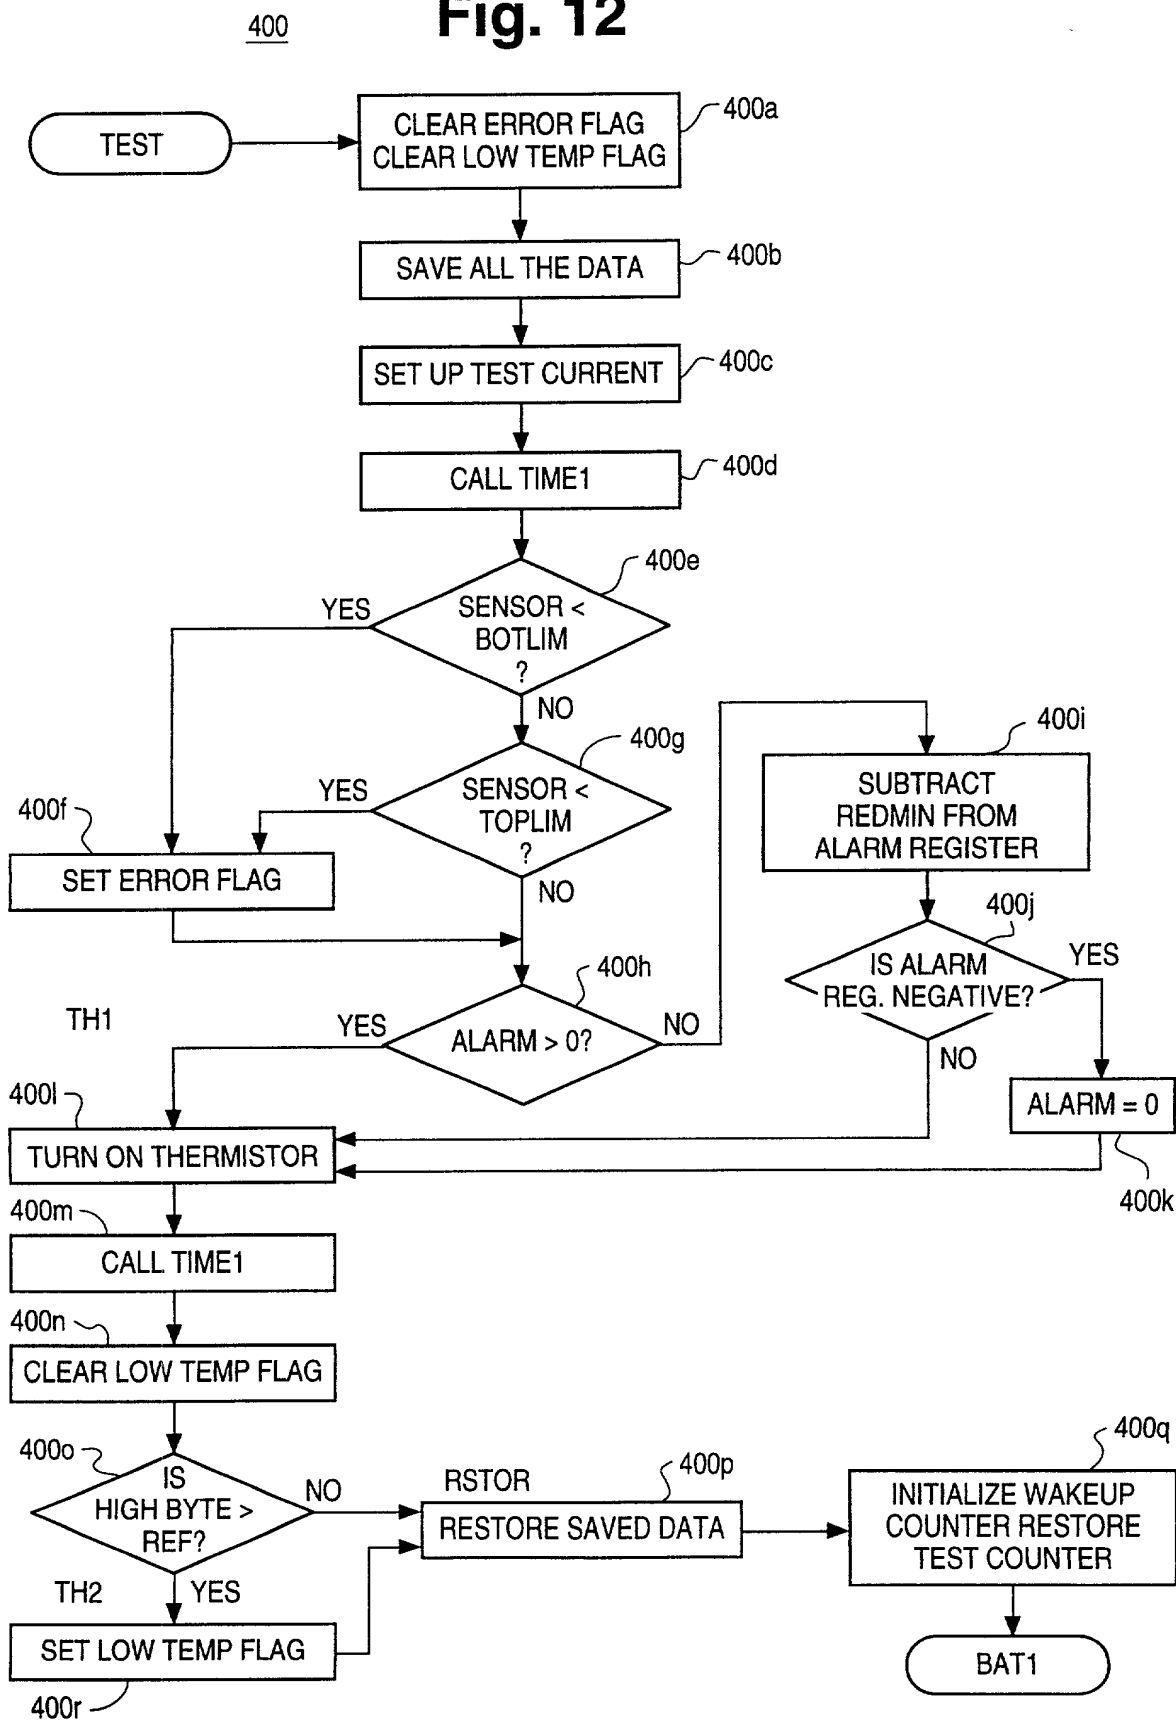 Fig. 12
400
TEST
CLEAR ERROR FLAG
CLEAR LOW TEMP FLAG
400a
SAVE ALL THE DATA
400b
SET UP TEST CURRENT
400c
CALL TIME1
400d
400e
YES
SENSOR <
BOTLIM
?
NO
400g
YES
SENSOR <
TOPLIM
?
NO
400f
SET ERROR FLAG
400h
TH1
YES
ALARM > 0?
NO
400i
SUBTRACT
REDMIN FROM
ALARM REGISTER
400j
IS ALARM
REG. NEGATIVE?
YES
NO
ALARM = 0
400k
400l
TURN ON THERMISTOR
400m
CALL TIME1
400n
CLEAR LOW TEMP FLAG
400o
IS
HIGH BYTE >
REF?
NO
TH2
YES
SET LOW TEMP FLAG
400r
RSTOR
400p
RESTORE SAVED DATA
400q
INITIALIZE WAKEUP
COUNTER RESTORE
TEST COUNTER
BAT1